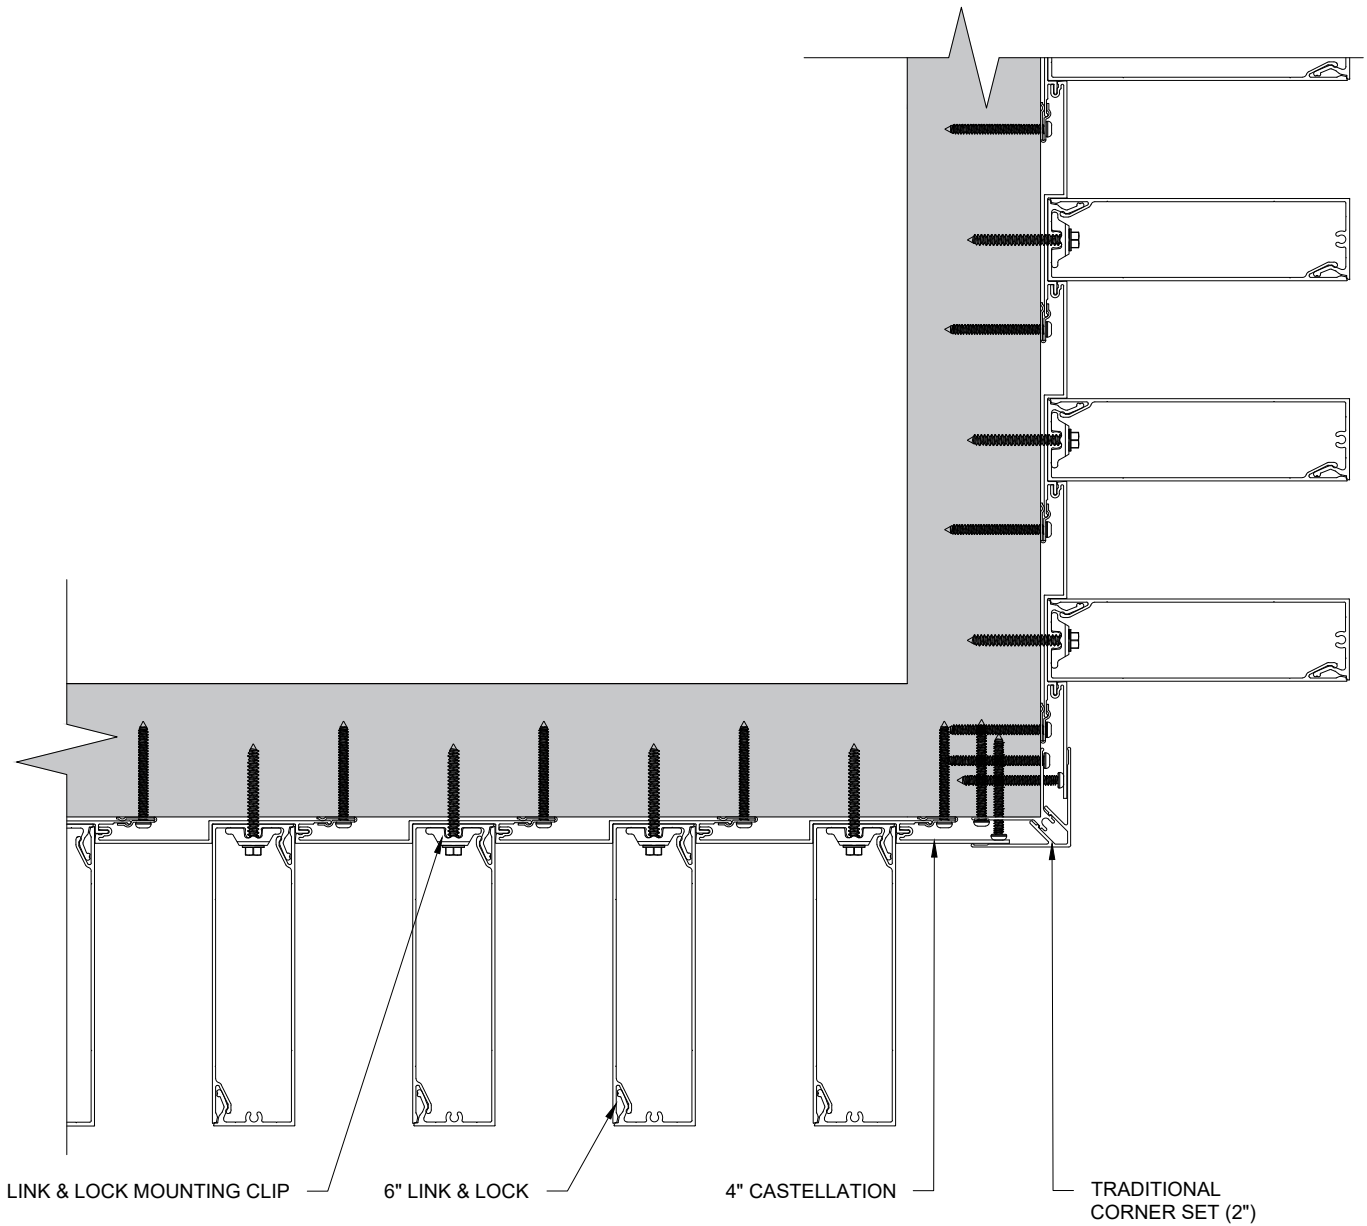 LINK & LOCK MOUNTING CLIP
6" LINK & LOCK
4" CASTELLATION
TRADITIONAL
CORNER SET (2")